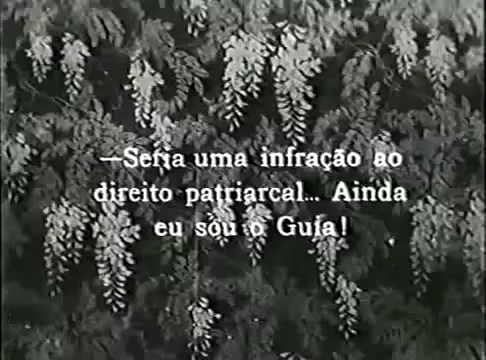 —Seria uma infração ao
direito patriarcal... Ainda
eu sou o Guia!